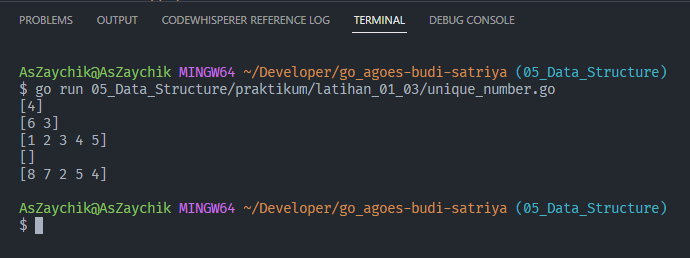 PROBLEMS OUTPUT CODEWHISPERER REFERENCE LOG TERMINAL DEBUG CONSOLE
AsZaychik@AsZaychik MINGW64 ~/Developer/go_agoes-budi-satriya (05_Data_Structure)
$ go run 05_Data_Structure/praktikum/latihan_01_03/unique_number.go
[4]
[6 3]
[1 2 3 4 5]
[]
[8 7 2 5 4]
AsZaychik@AsZaychik MINGW64 ~/Developer/go_agoes-budi-satriya (05_Data_Structure)
$